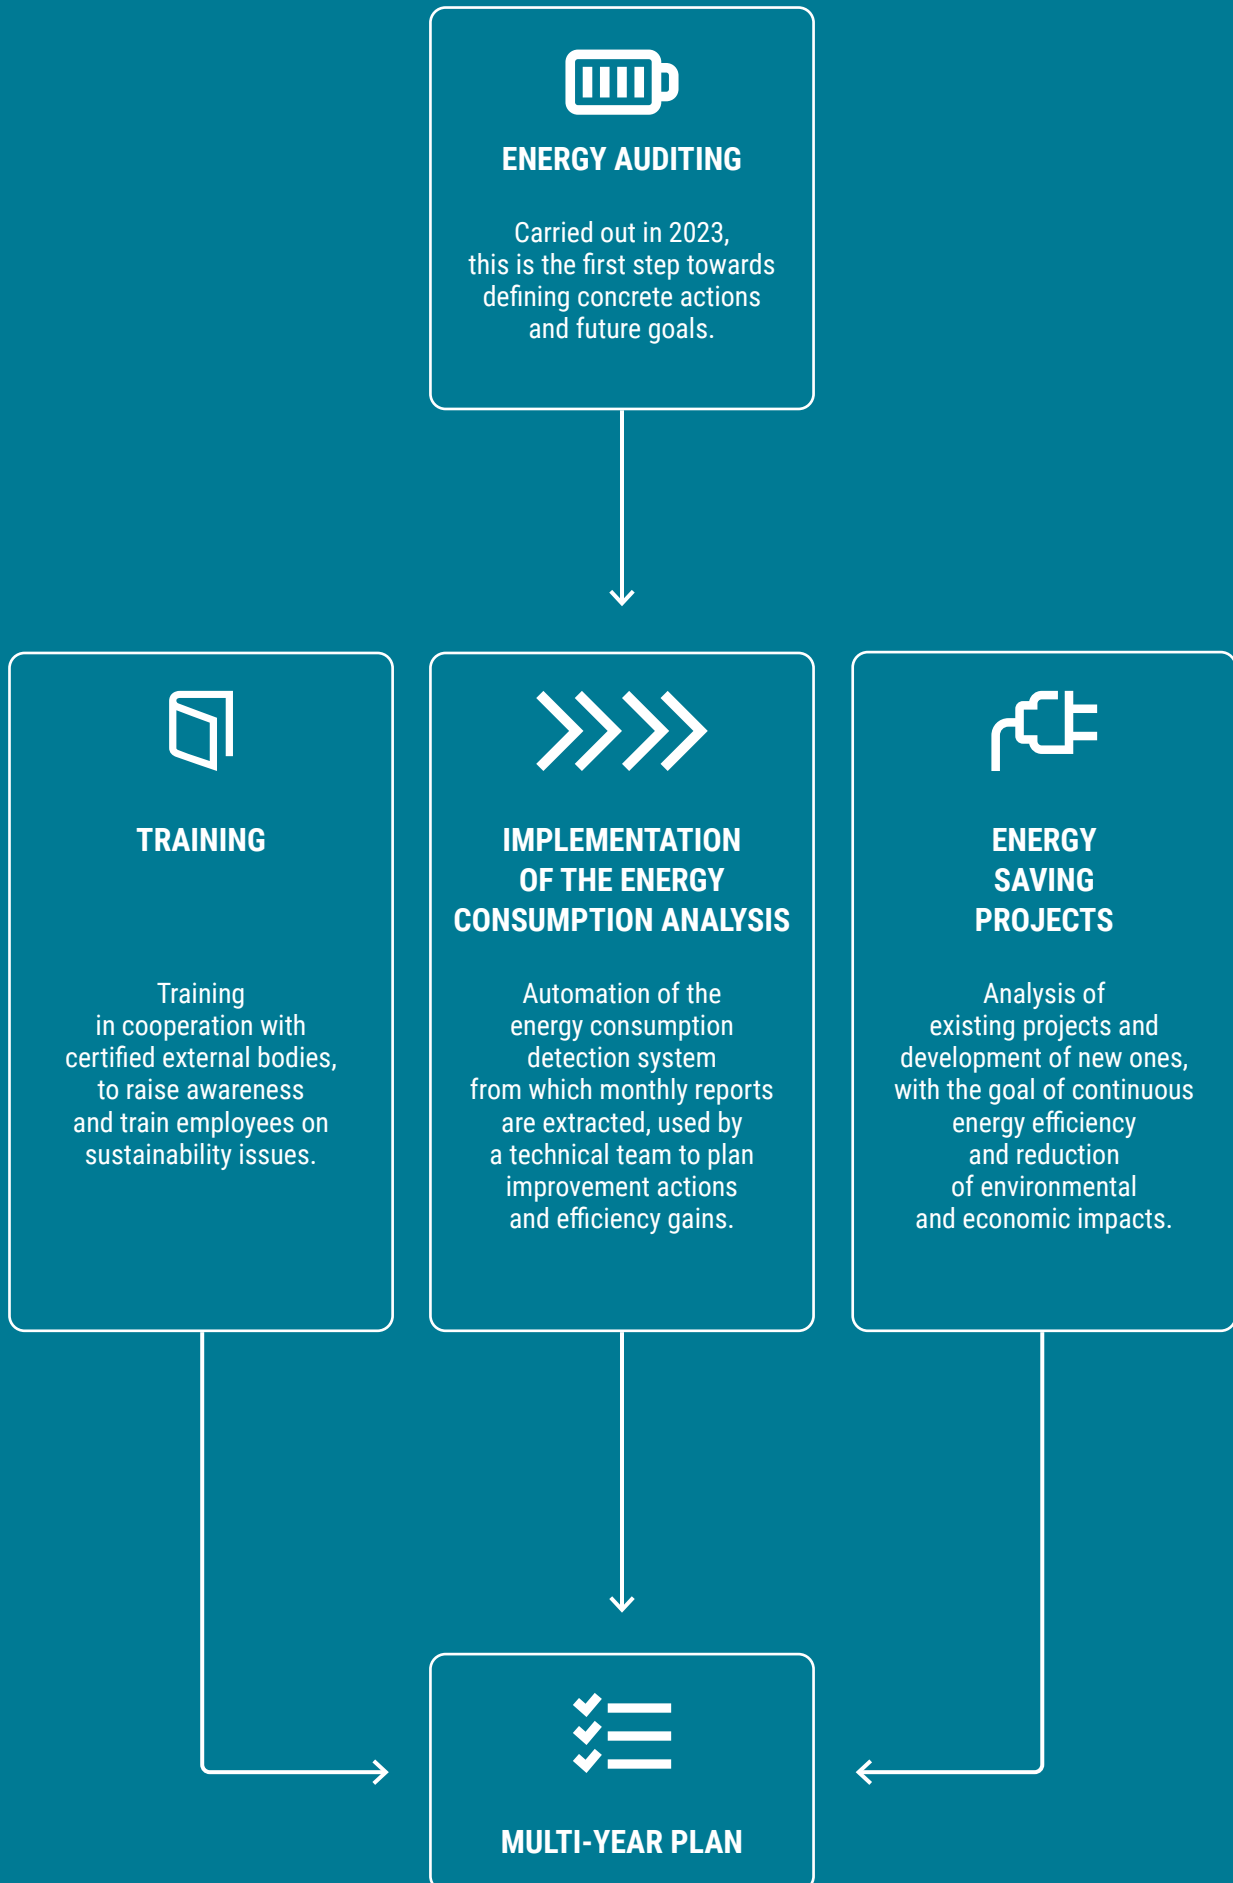 ENERGY AUDITING
Carried out in 2023,
this is the first step towards
defining concrete actions
and future goals.
TRAINING
Training
in cooperation with
certified external bodies,
to raise awareness
and train employees on
sustainability issues.
IMPLEMENTATION
OF THE ENERGY
CONSUMPTION ANALYSIS
Automation of the
energy consumption
detection system
from which monthly reports
are extracted, used by
a technical team to plan
improvement actions
and efficiency gains.
ENERGY
SAVING
PROJECTS
Analysis of
existing projects and
development of new ones,
with the goal of continuous
energy efficiency
and reduction
of environmental
and economic impacts.
MULTI-YEAR PLAN